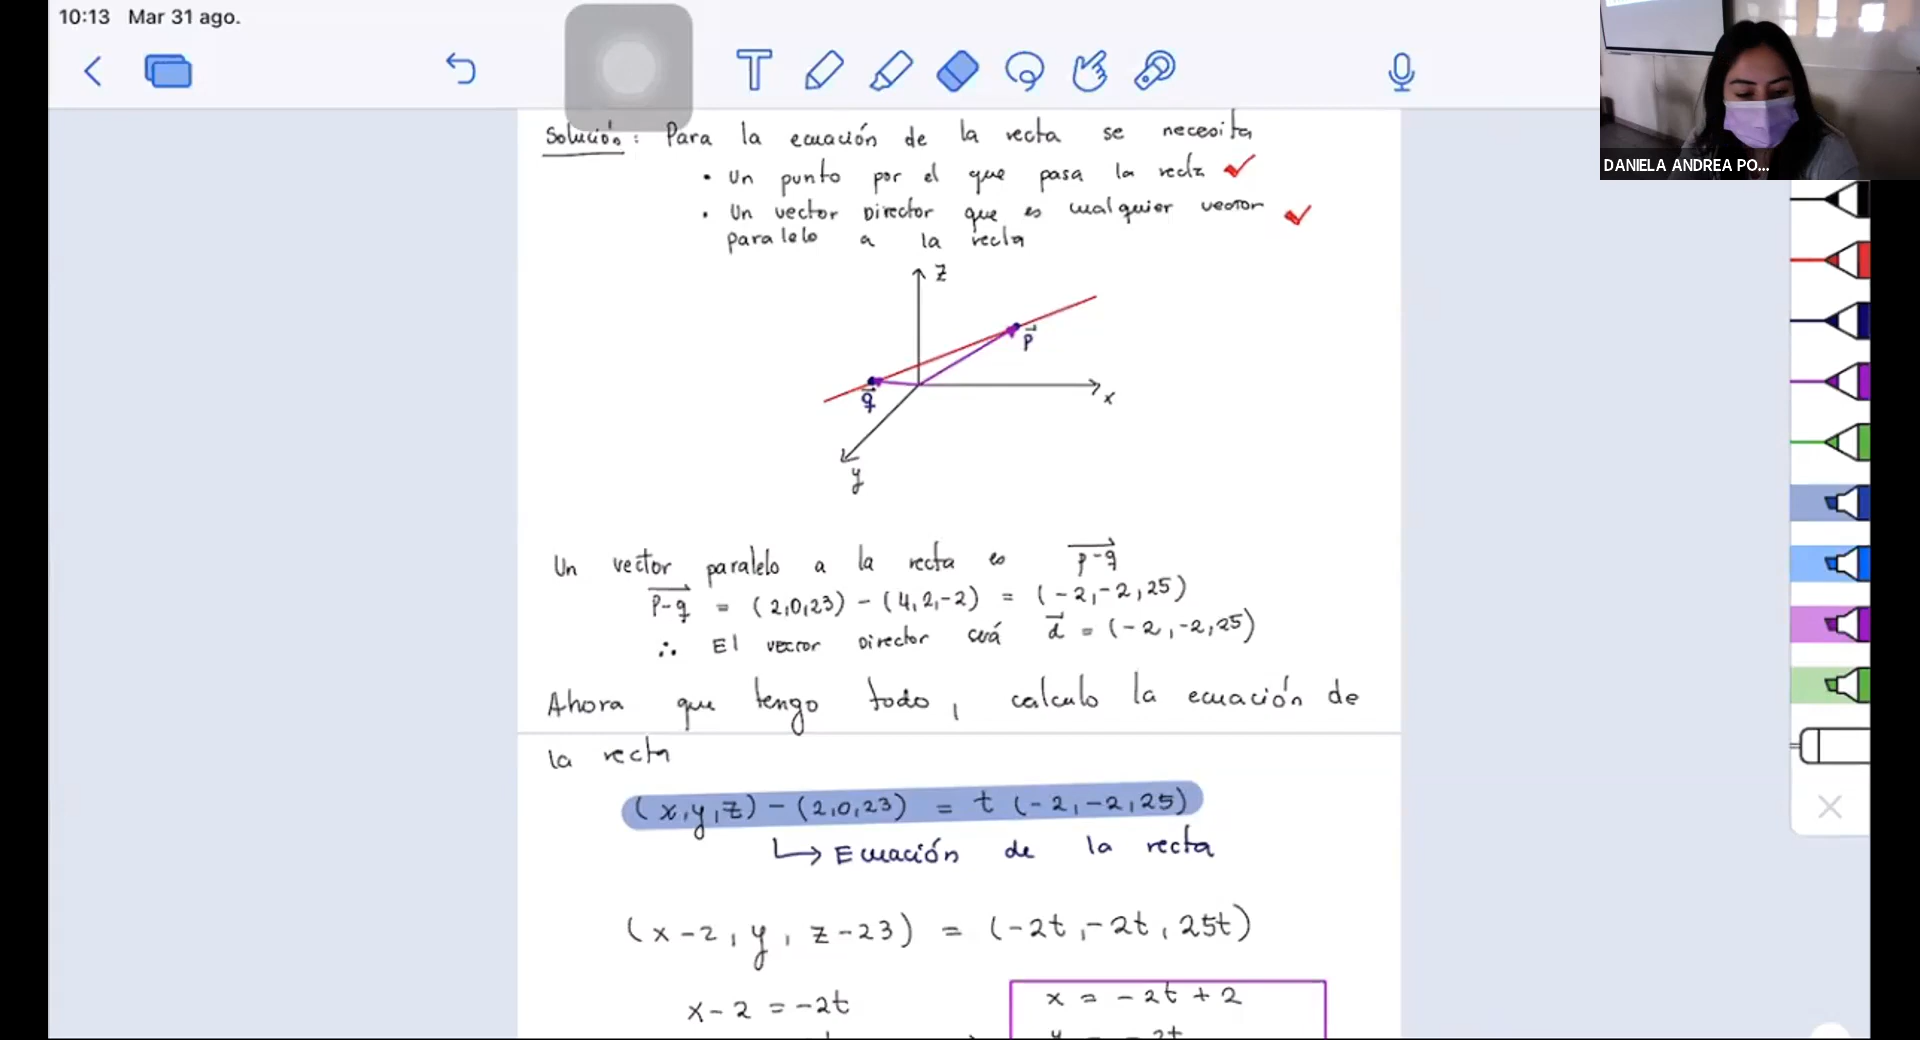 10:13 Mar 31 ago.
DANIELA ANDREA PO...
Solución: Para la ecuación de la recta se necesita
• Un punto por el que pasa la recta ✓
• Un vector Director que es cualquier vector ✓
paralelo a la recta
z
p
q
x
y
Un vector paralelo a la recta es p-q
p-q = (2,0,23) - (4,2,-2) = (-2,-2,25)
∴ El vector Director será d = (-2,-2,25)
Ahora que tengo todo, calculo la ecuación de
la recta
(x,y,z) - (2,0,23) = t (-2,-2,25)
↳ Ecuación de la recta
(x-2, y, z-23) = (-2t, -2t, 25t)
x-2 = -2t
x = -2t + 2
y = -2t